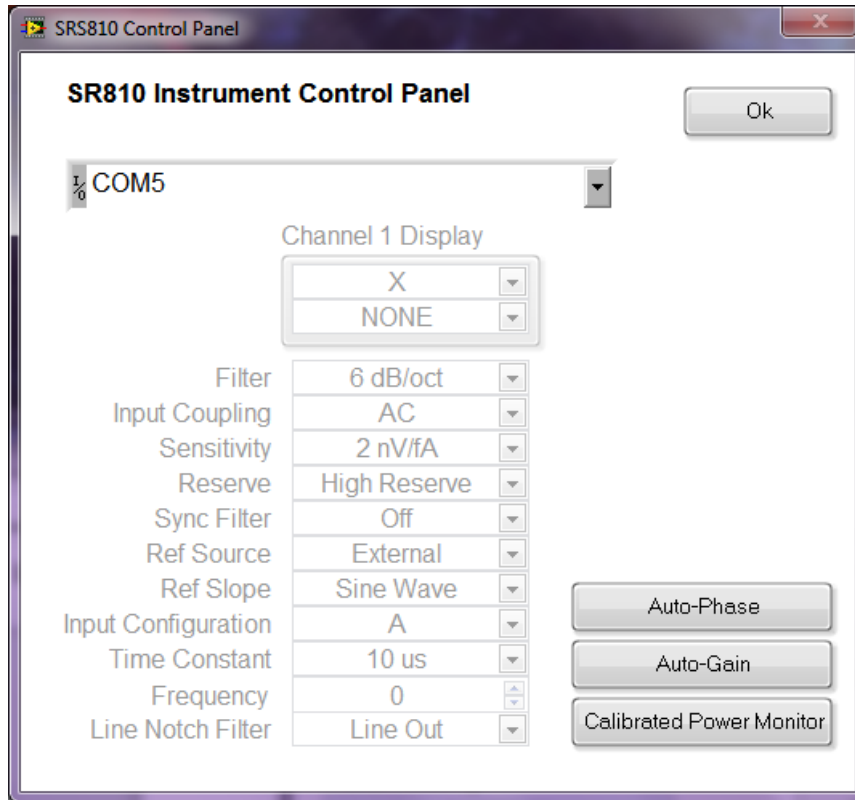 SRS810 Control Panel
SR810 Instrument Control Panel
Ok
I/O COM5
Channel 1 Display
X
NONE
Filter 6 dB/oct
Input Coupling AC
Sensitivity 2 nV/fA
Reserve High Reserve
Sync Filter Off
Ref Source External
Ref Slope Sine Wave
Input Configuration A
Time Constant 10 us
Frequency 0
Line Notch Filter Line Out
Auto-Phase
Auto-Gain
Calibrated Power Monitor